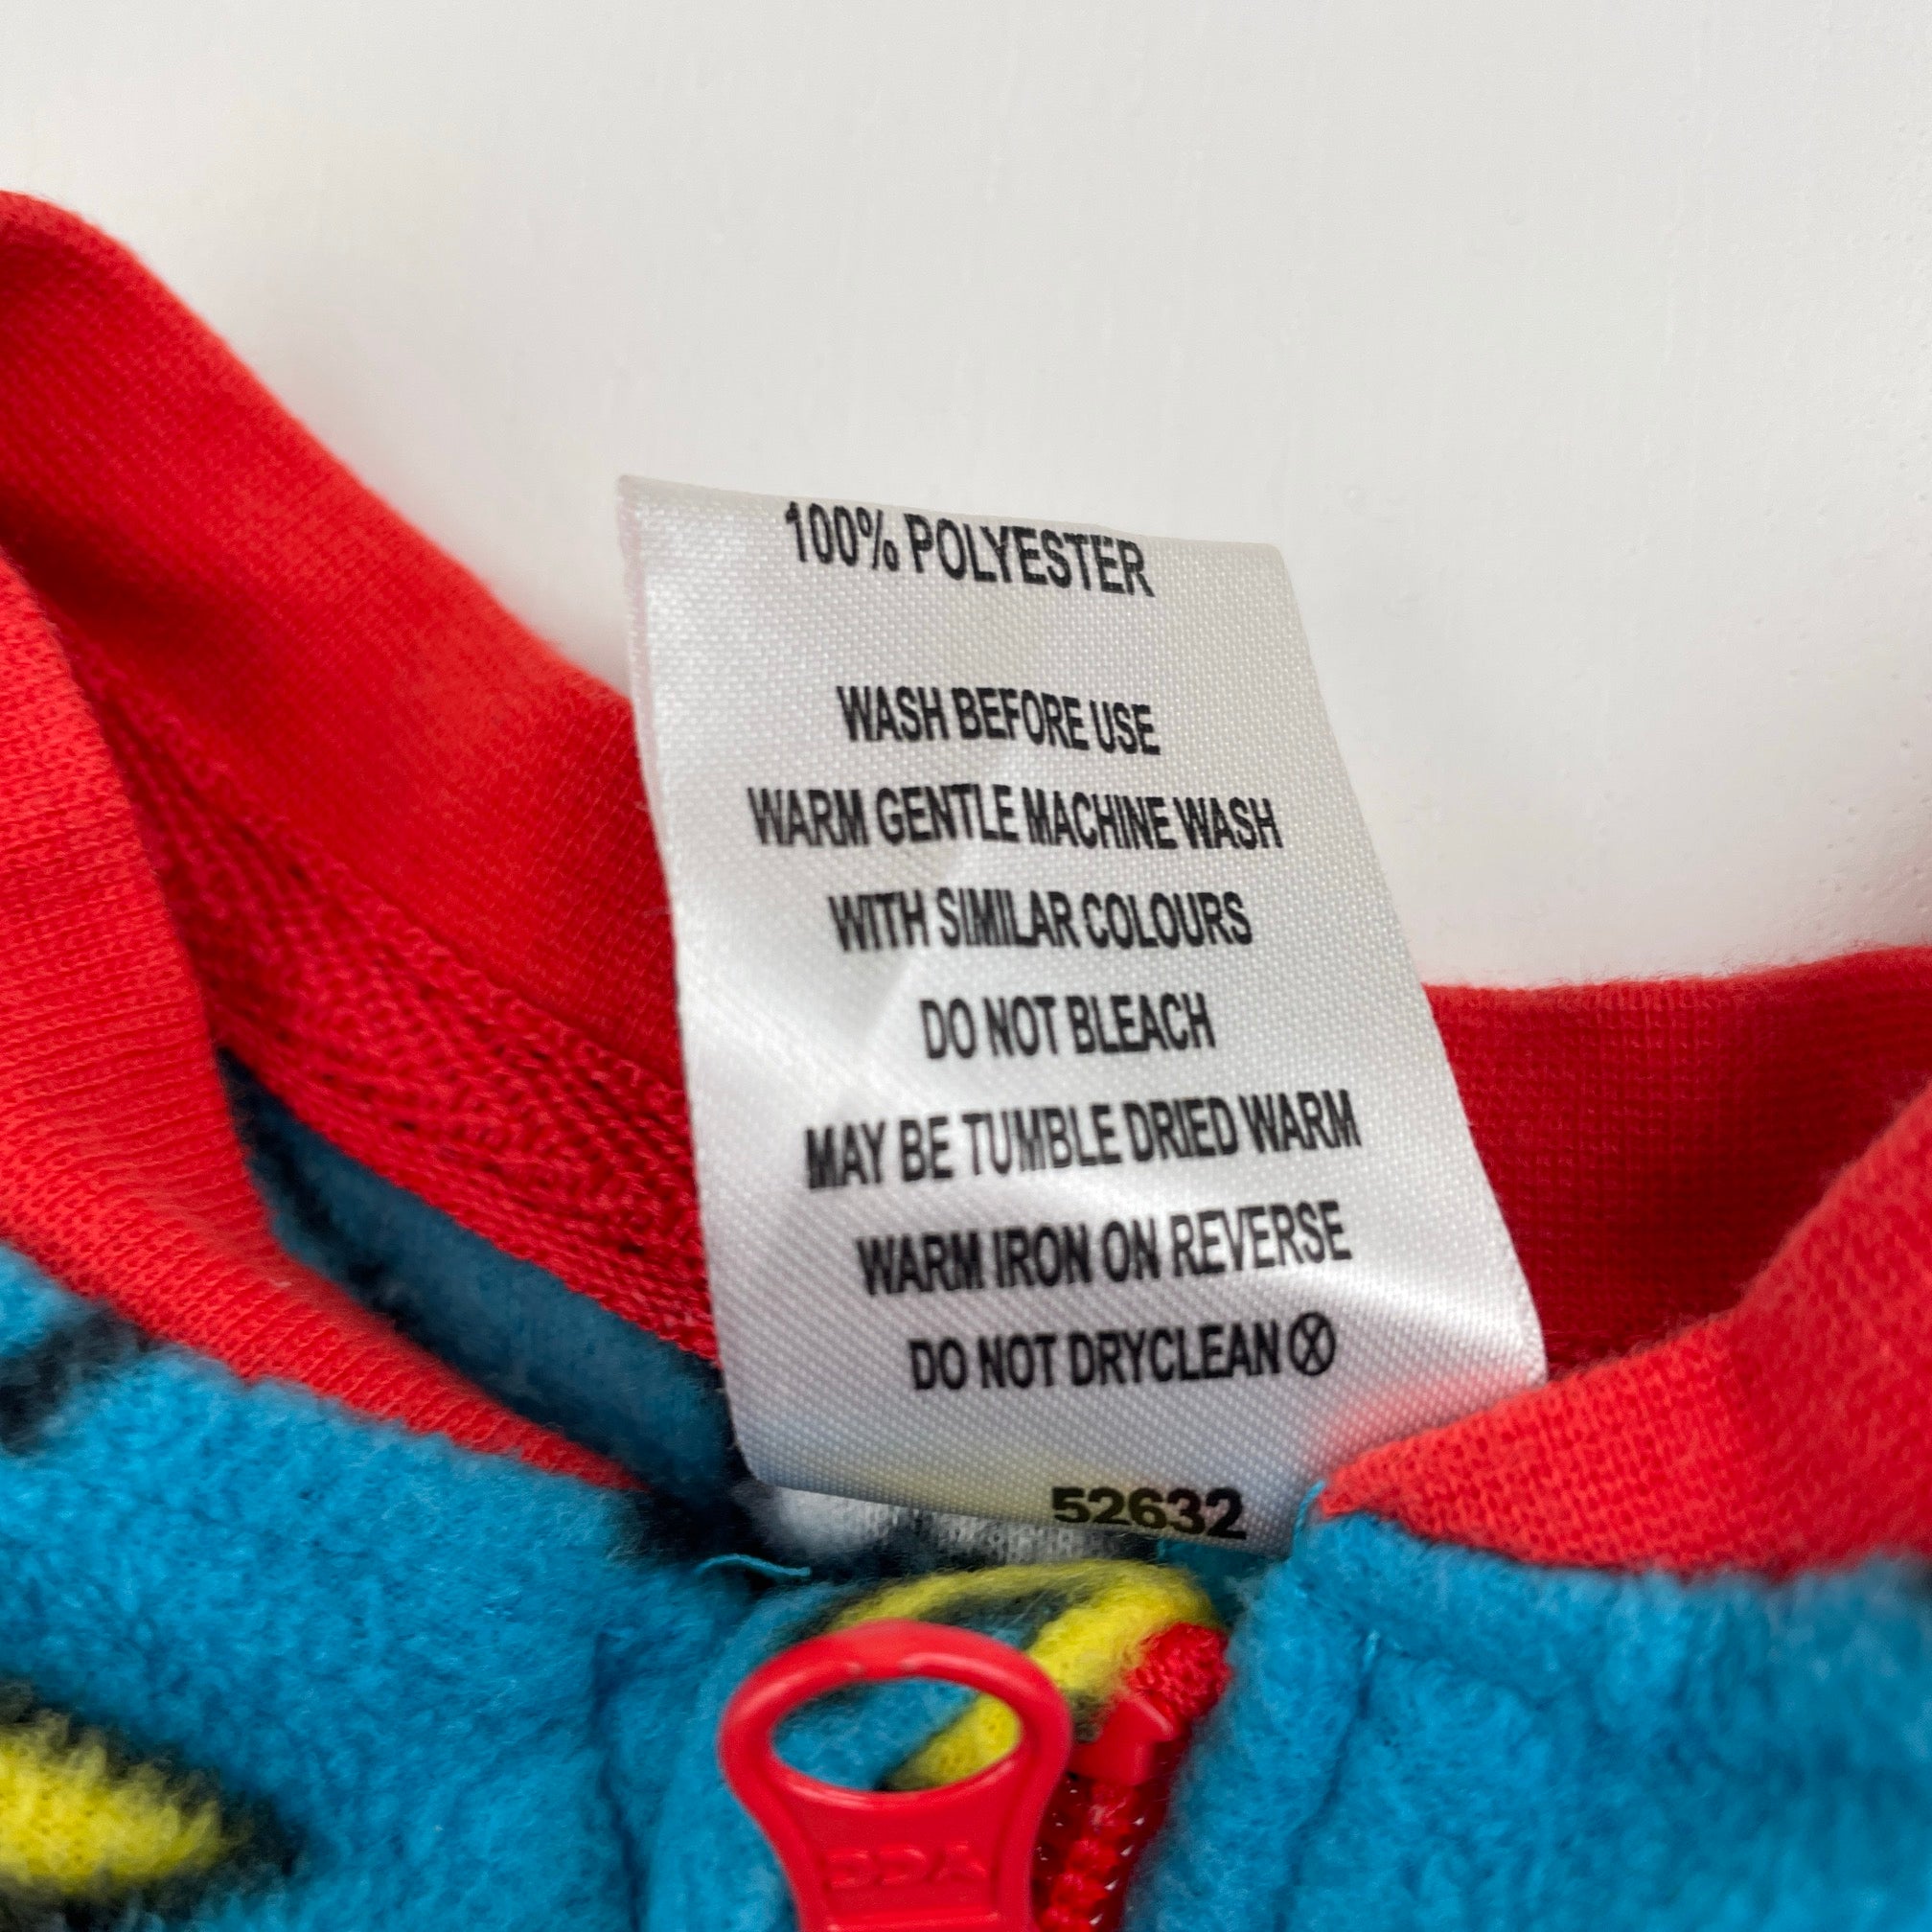 100% POLYESTER
WASH BEFORE USE
WARM GENTLE MACHINE WASH
WITH SIMILAR COLOURS
DO NOT BLEACH
MAY BE TUMBLE DRIED WARM
WARM IRON ON REVERSE
DO NOT DRYCLEAN
52632